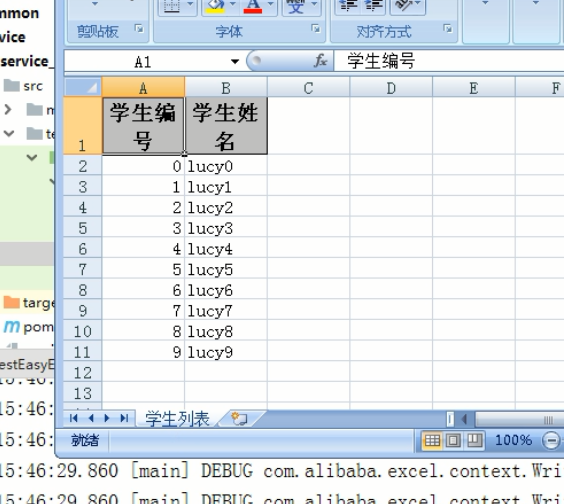 mmon
vice
service_
src
targe
pom
estEasyE
剪贴板
字体
对齐方式
A1
fx
学生编号
A B C D E F
1 学生编号 学生姓名
2 0 lucy0
3 1 lucy1
4 2 lucy2
5 3 lucy3
6 4 lucy4
7 5 lucy5
8 6 lucy6
9 7 lucy7
10 8 lucy8
11 9 lucy9
12
13
学生列表
就绪
100%
15:46:
15:46:
15:46:29.860 [main] DEBUG com.alibaba.excel.context.Wri
15:46:29.860 [main] DEBUG com.alibaba.excel.context.Wri